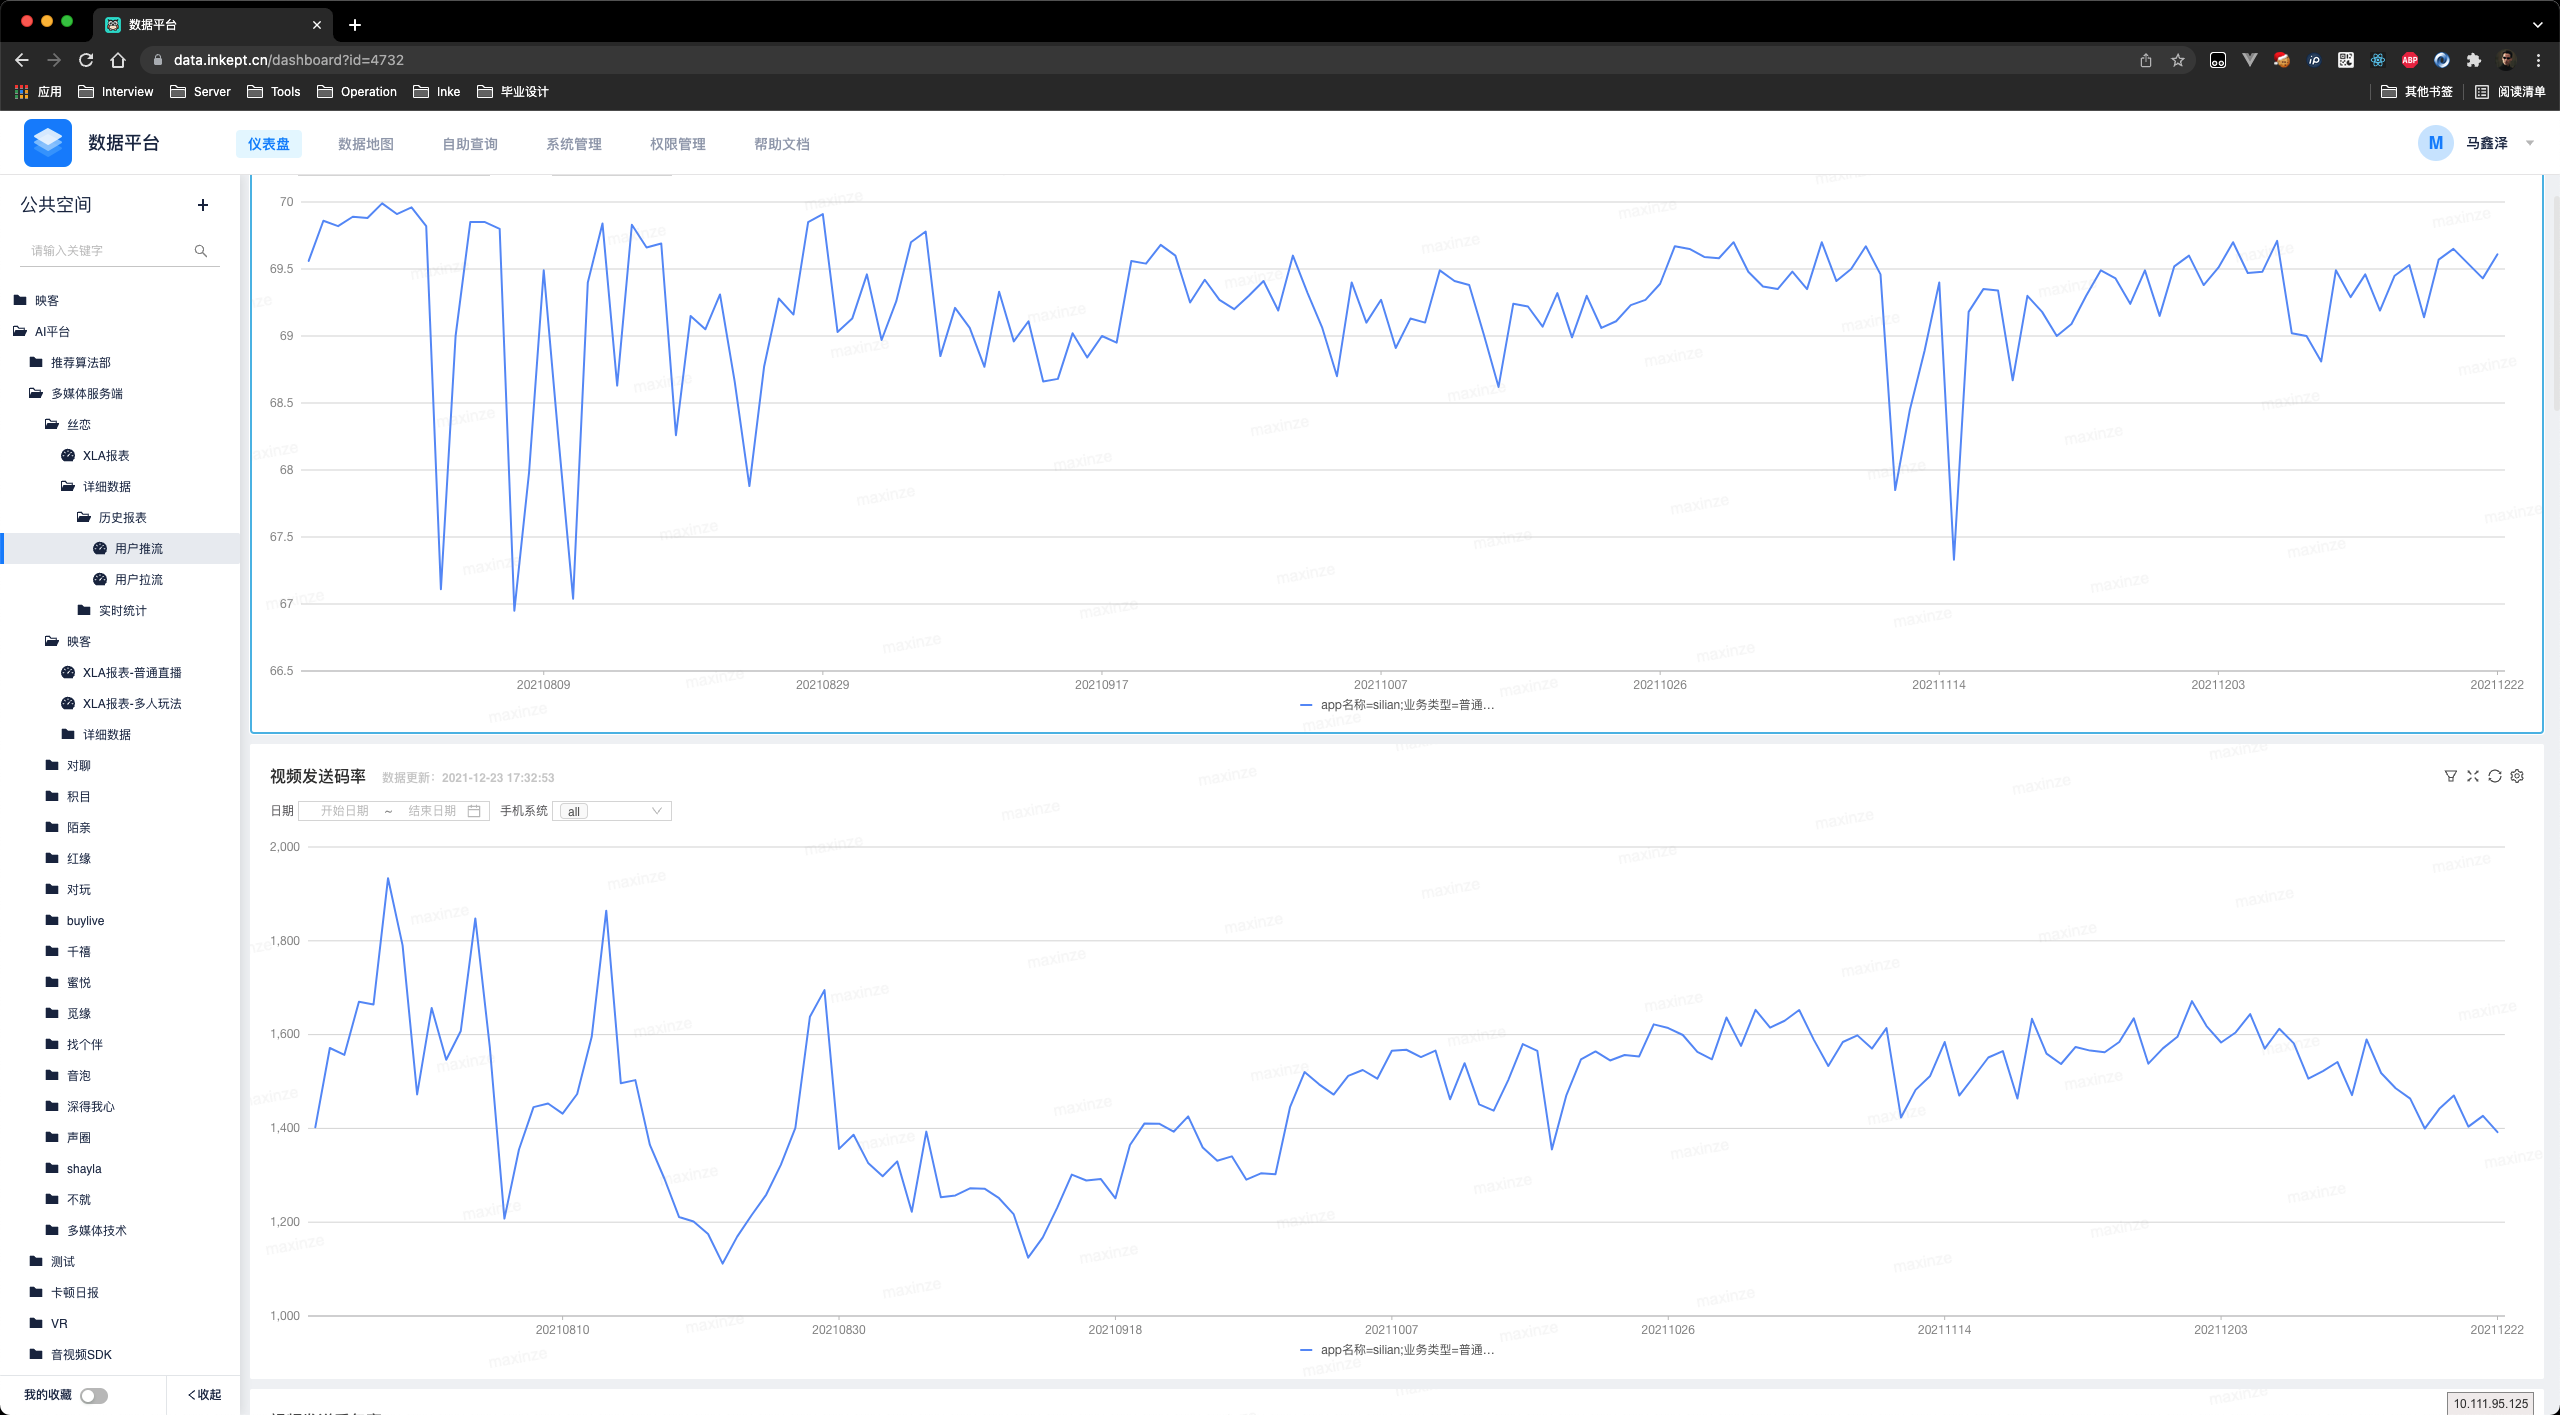 数据平台
data.inkept.cn/dashboard?id=4732
应用 Interview Server Tools Operation Inke 毕业设计 其他书签 阅读清单
数据平台 仪表盘 数据地图 自助查询 系统管理 权限管理 帮助文档 M 马鑫泽
公共空间 +
请输入关键字
映客
AI平台
推荐算法部
多媒体服务端
丝恋
XLA报表
详细数据
历史报表
用户推流
用户拉流
实时统计
映客
XLA报表-普通直播
XLA报表-多人玩法
详细数据
对聊
积目
陌亲
红缘
对玩
buylive
千禧
蜜悦
觅缘
找个伴
音泡
深得我心
声圈
shayla
不就
多媒体技术
测试
卡顿日报
VR
音视频SDK
我的收藏 <收起
70
69.5
69
68.5
68
67.5
67
66.5
20210809 20210829 20210917 20211007 20211026 20211114 20211203 20211222
app名称=silian;业务类型=普通...
视频发送码率 数据更新：2021-12-23 17:32:53
日期 开始日期 ~ 结束日期 手机系统 all
2,000
1,800
1,600
1,400
1,200
1,000
20210810 20210830 20210918 20211007 20211026 20211114 20211203 20211222
app名称=silian;业务类型=普通...
10.111.95.125
maxinze